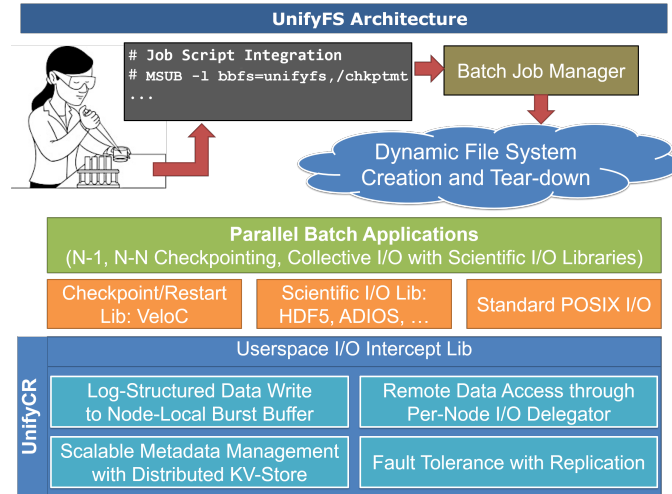 UnifyFS Architecture
# Job Script Integration
# MSUB -l bbfs=unifyfs,/chkptmt
...
Batch Job Manager
Dynamic File System
Creation and Tear-down
Parallel Batch Applications
(N-1, N-N Checkpointing, Collective I/O with Scientific I/O Libraries)
Checkpoint/Restart
Lib: VeloC
Scientific I/O Lib:
HDF5, ADIOS, …
Standard POSIX I/O
UnifyCR
Userspace I/O Intercept Lib
Log-Structured Data Write
to Node-Local Burst Buffer
Remote Data Access through
Per-Node I/O Delegator
Scalable Metadata Management
with Distributed KV-Store
Fault Tolerance with Replication